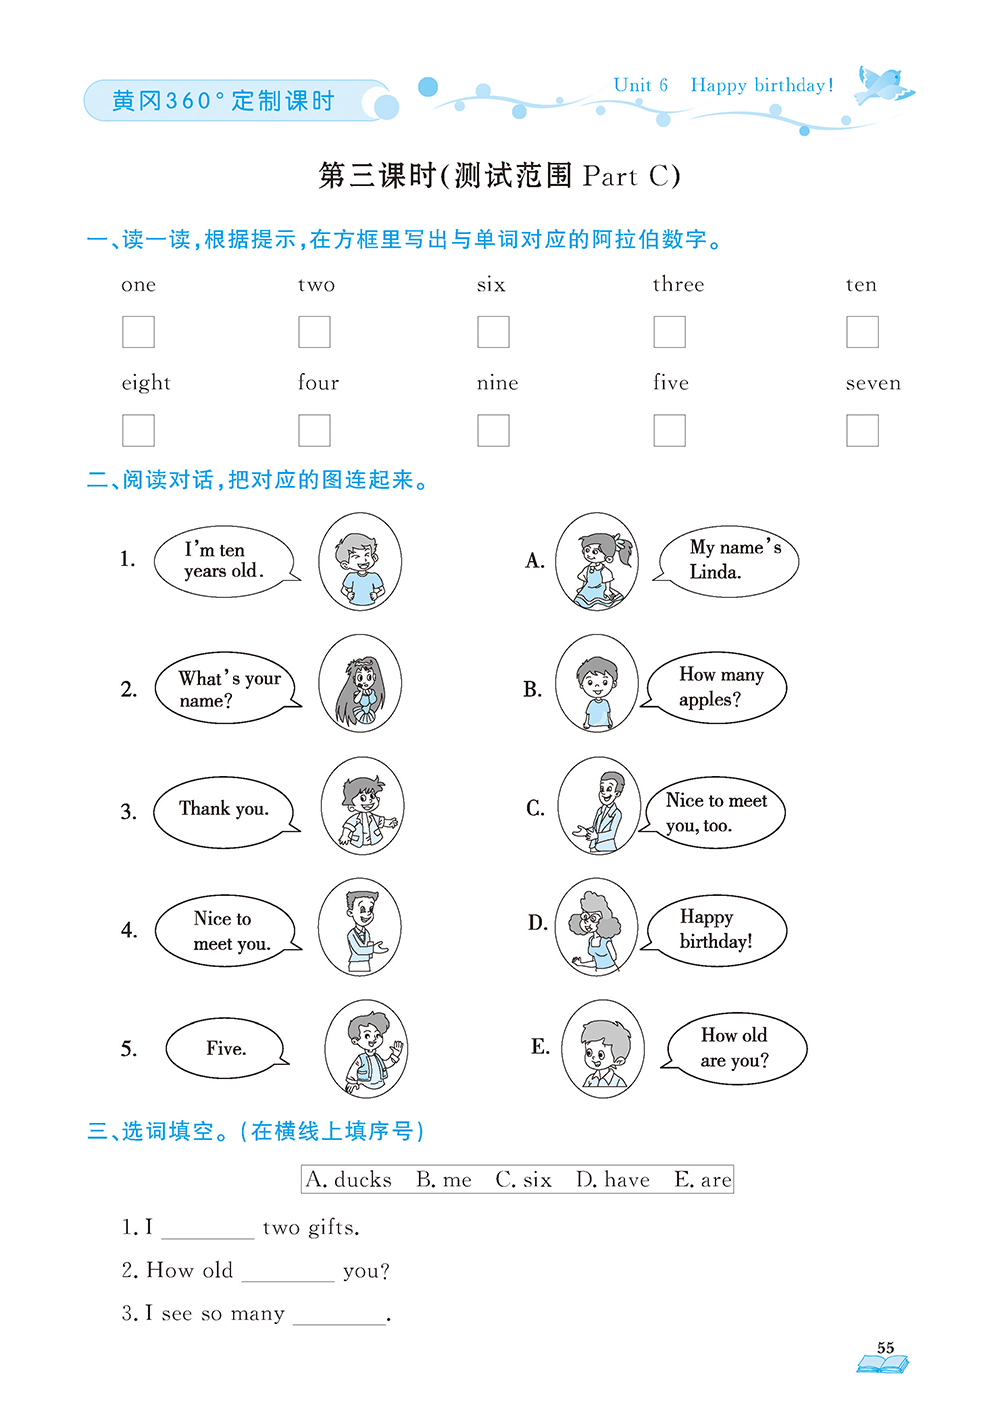 黄冈360°定制课时
Unit 6 Happy birthday!
第三课时(测试范围 Part C)
一、读一读,根据提示,在方框里写出与单词对应的阿拉伯数字。
one two six three ten
eight four nine five seven
二、阅读对话,把对应的图连起来。
1. I'm ten
years old.
A. My name's
Linda.
2. What's your
name?
B. How many
apples?
3. Thank you.
C. Nice to meet
you, too.
4. Nice to
meet you.
D. Happy
birthday!
5. Five.
E. How old
are you?
三、选词填空。(在横线上填序号)
A. ducks B. me C. six D. have E. are
1. I ________ two gifts.
2. How old ________ you?
3. I see so many ________.
55